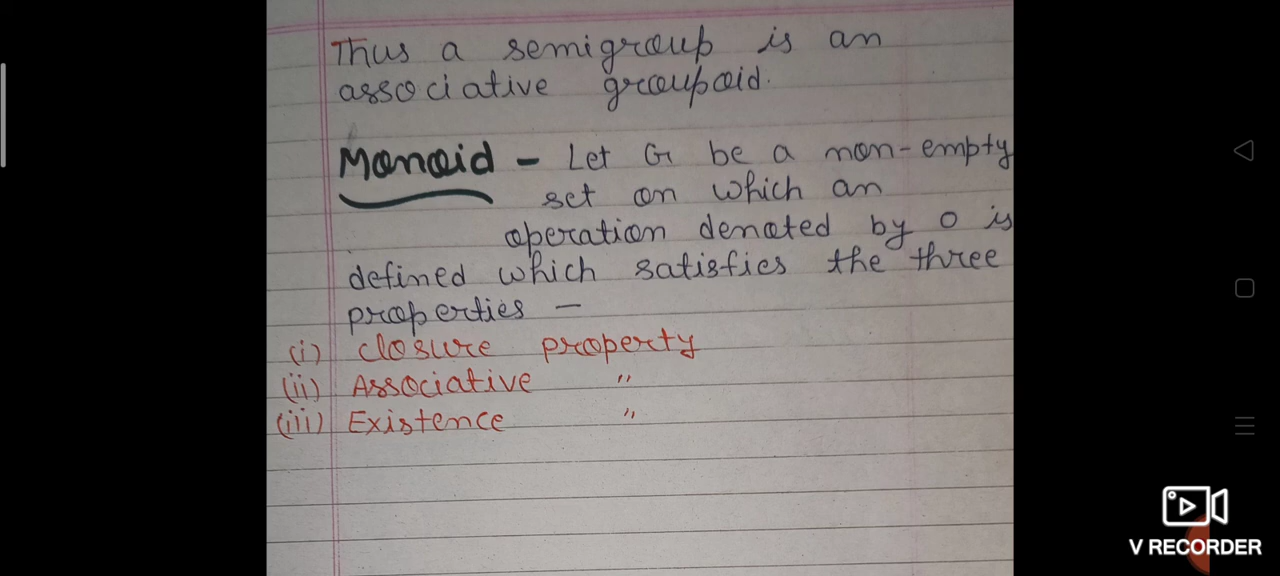 Thus a semigroup is an
associative groupoid.
Monoid - Let G be a non-empty
set on which an
operation denoted by o is
defined which satisfies the three
properties -
(i) closure property
(ii) Associative "
(iii) Existence "
V RECORDER